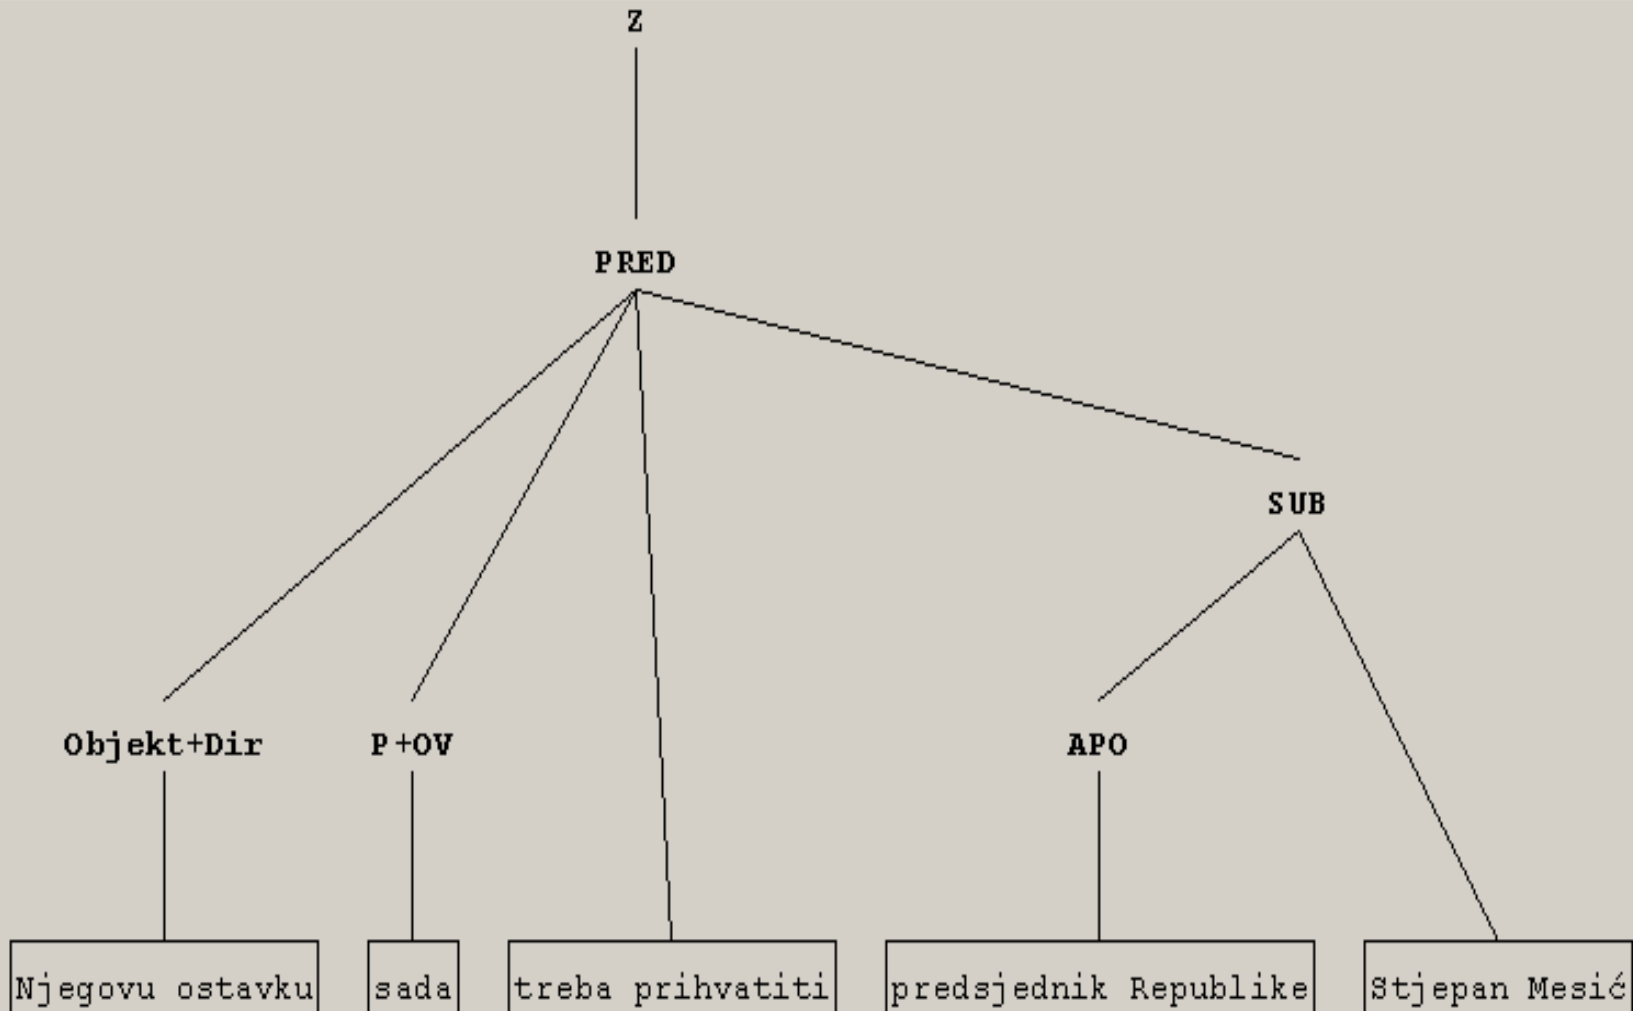 Z
PRED
SUB
Objekt+Dir P+OV APO
Njegovu ostavku sada treba prihvatiti predsjednik Republike Stjepan Mesić